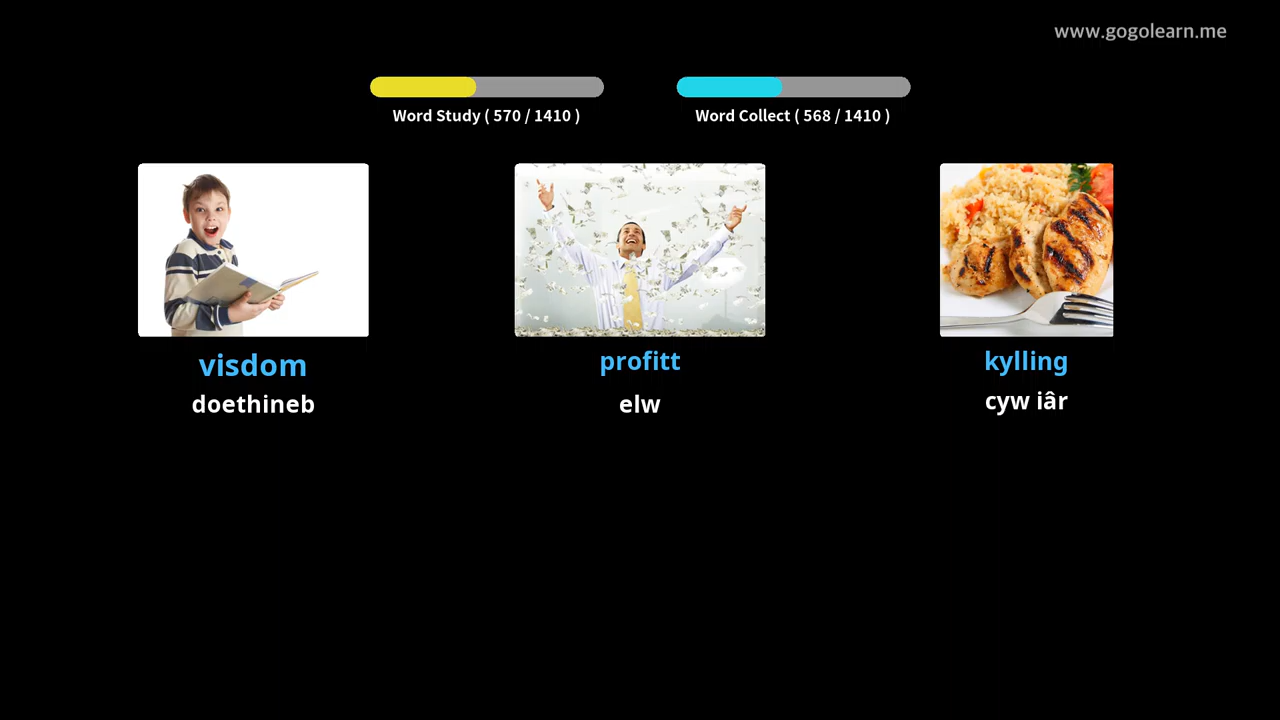 www.gogolearn.me
Word Study ( 570 / 1410 )
Word Collect ( 568 / 1410 )
visdom
doethineb
profitt
elw
kylling
cyw iâr